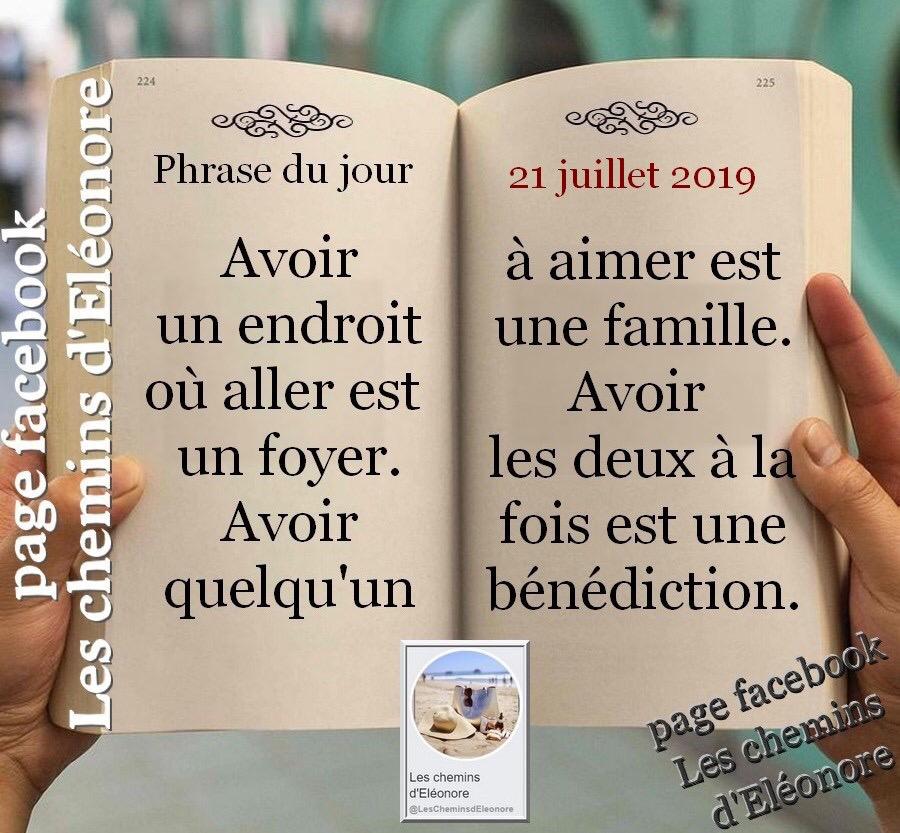 page facebook
Les chemins d'Eléonore
224
Phrase du jour
Avoir
un endroit
où aller est
un foyer.
Avoir
quelqu'un
225
21 juillet 2019
à aimer est
une famille.
Avoir
les deux à la
fois est une
bénédiction.
Les chemins
d'Eléonore
@LesCheminsdEleonore
page facebook
Les chemins
d'Eléonore